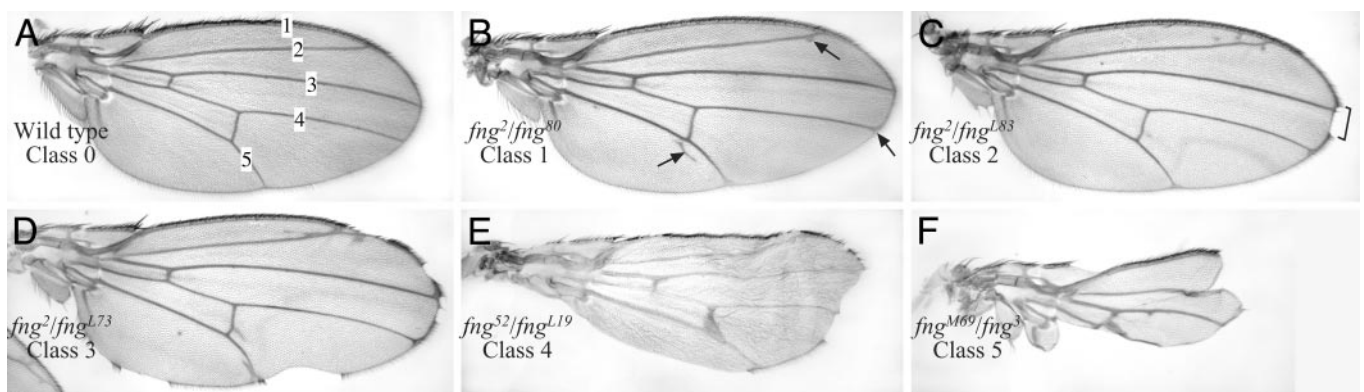 A
1
2
3
4
5
Wild type
Class 0
B
fng²/fng⁸⁰
Class 1
C
fng²/fngᴸ⁸³
Class 2
D
fng²/fngᴸ⁷³
Class 3
E
fng⁵²/fngᴸ¹⁹
Class 4
F
fngᴹ⁶⁹/fng³
Class 5